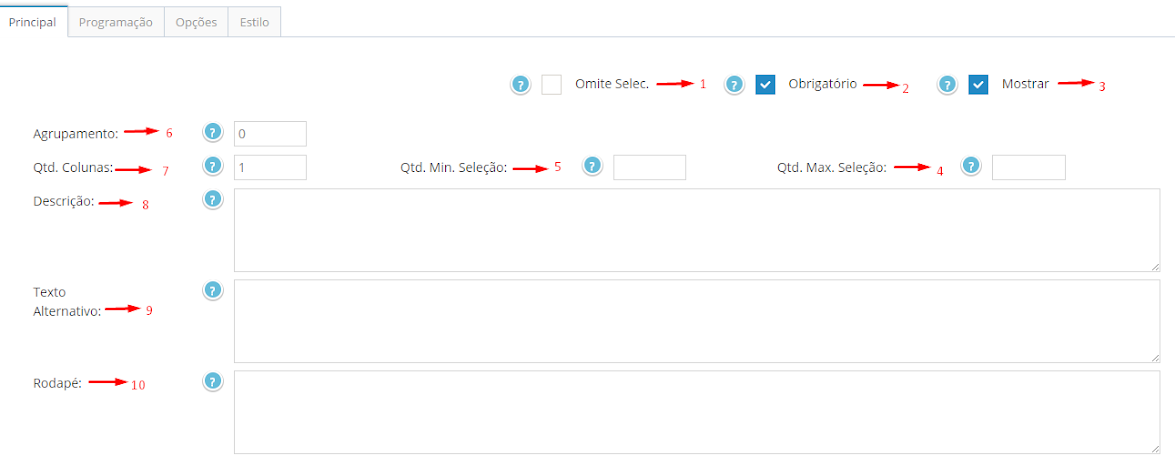 Principal Programação Opções Estilo
? Omite Selec. 1 ? Obrigatório 2 ? Mostrar 3
Agrupamento: 6 ? 0
Qtd. Colunas: 7 ? 1 Qtd. Min. Seleção: 5 ? Qtd. Max. Seleção: 4 ?
Descrição: 8 ?
Texto ?
Alternativo: 9
Rodapé: 10 ?